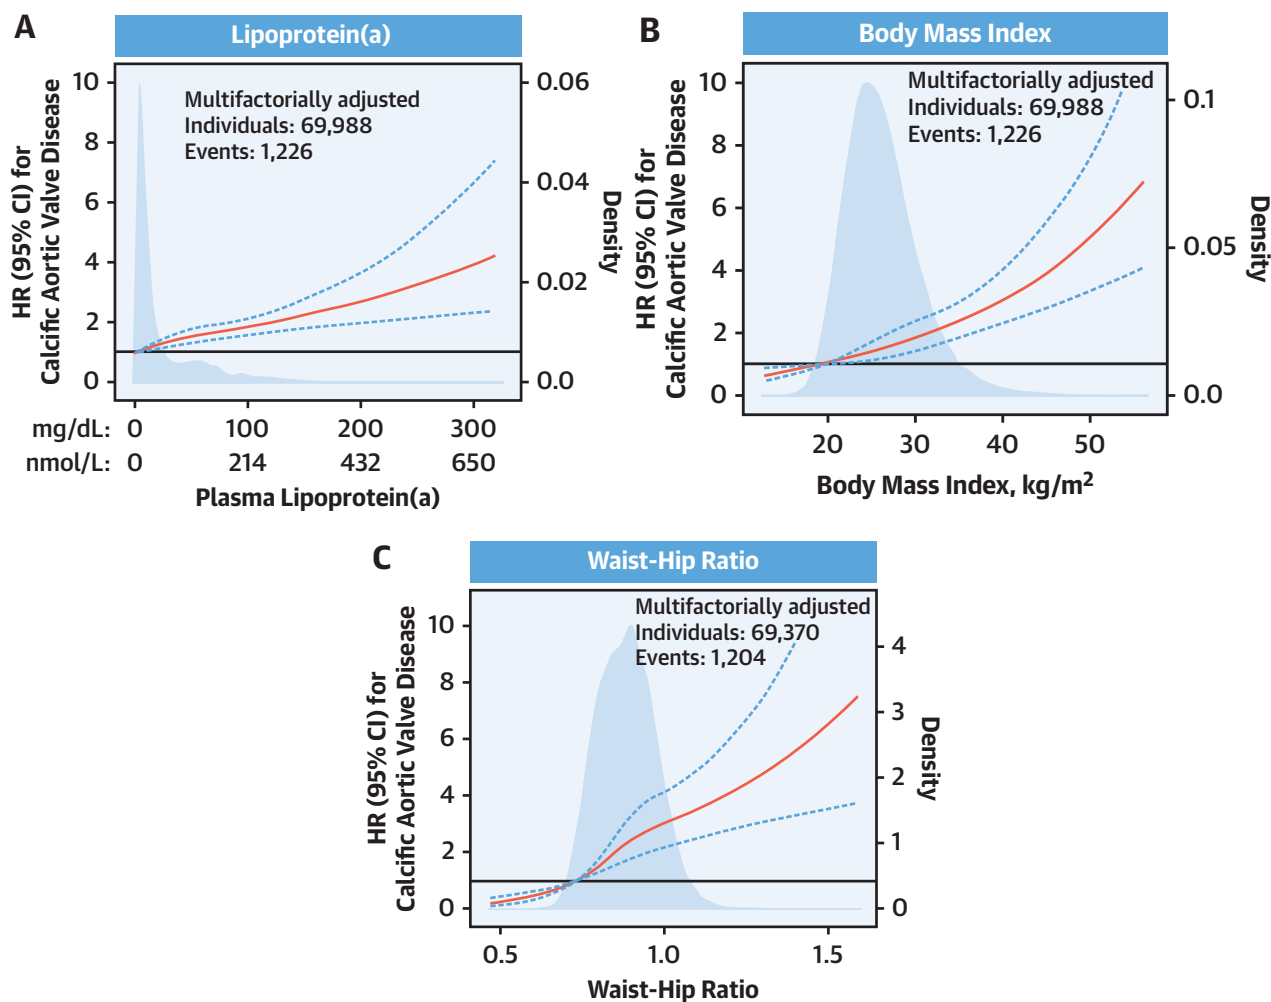 A
Lipoprotein(a)
HR (95% CI) for
Calcific Aortic Valve Disease
10
8
6
4
2
0
Multifactorially adjusted
Individuals: 69,988
Events: 1,226
0.06
0.04
0.02
0.0
Density
mg/dL: 0 100 200 300
nmol/L: 0 214 432 650
Plasma Lipoprotein(a)
B
Body Mass Index
HR (95% CI) for
Calcific Aortic Valve Disease
10
8
6
4
2
0
Multifactorially adjusted
Individuals: 69,988
Events: 1,226
0.1
0.05
0.0
Density
20 30 40 50
Body Mass Index, kg/m²
C
Waist-Hip Ratio
HR (95% CI) for
Calcific Aortic Valve Disease
10
8
6
4
2
0
Multifactorially adjusted
Individuals: 69,370
Events: 1,204
4
3
2
1
0
Density
0.5 1.0 1.5
Waist-Hip Ratio